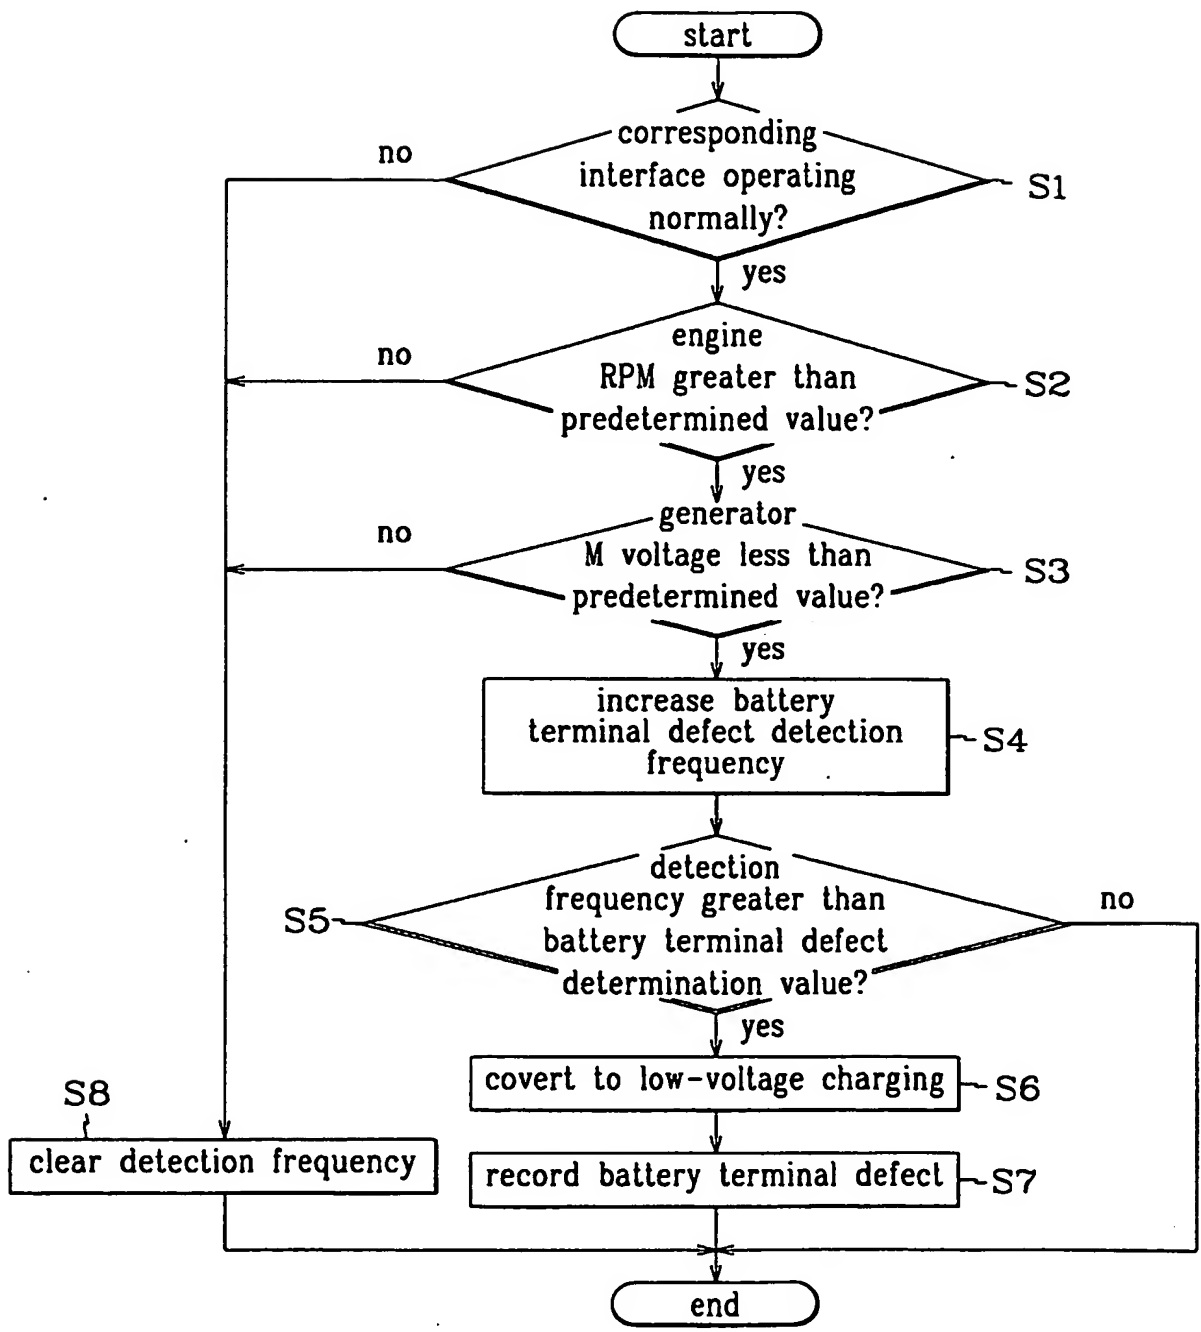 start
corresponding
interface operating
normally?
no
S1
yes
engine
RPM greater than
predetermined value?
no
S2
yes
generator
M voltage less than
predetermined value?
no
S3
yes
increase battery
terminal defect detection
frequency
S4
detection
frequency greater than
battery terminal defect
determination value?
S5
no
yes
covert to low-voltage charging
S6
S8
clear detection frequency
record battery terminal defect
S7
end